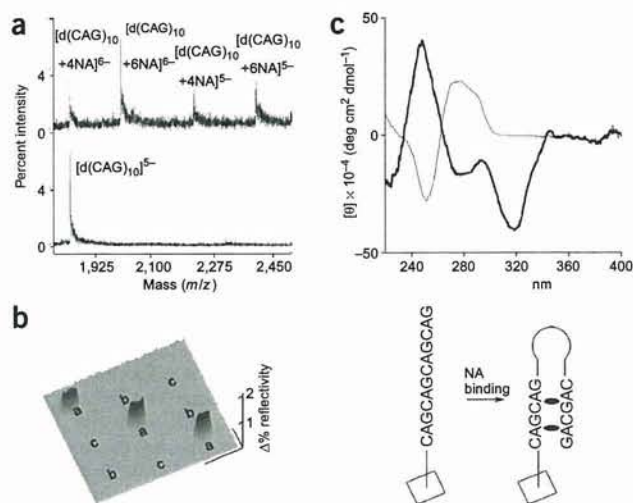 a
[d(CAG)10
+4NA]6–
[d(CAG)10
+6NA]6–
[d(CAG)10
+4NA]5–
[d(CAG)10
+6NA]5–
4
2
0
[d(CAG)10]5–
4
0
Percent intensity
1,925 2,100 2,275 2,450
Mass (m/z)
c
50
0
–50
[θ] × 10–4 (deg cm2 dmol–1)
240 280 320 360 400
nm
b
a b c
c b a b c
c b a
b c
2
1
Δ% reflectivity
CAGCAGCAGCAG
NA
binding
CAGCAG
GACGAC